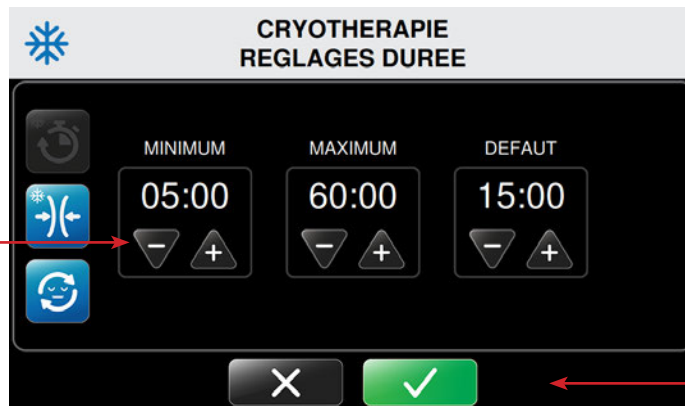 CRYOTHERAPIE
REGLAGES DUREE
MINIMUM MAXIMUM DEFAUT
05:00 60:00 15:00
- + - + - +